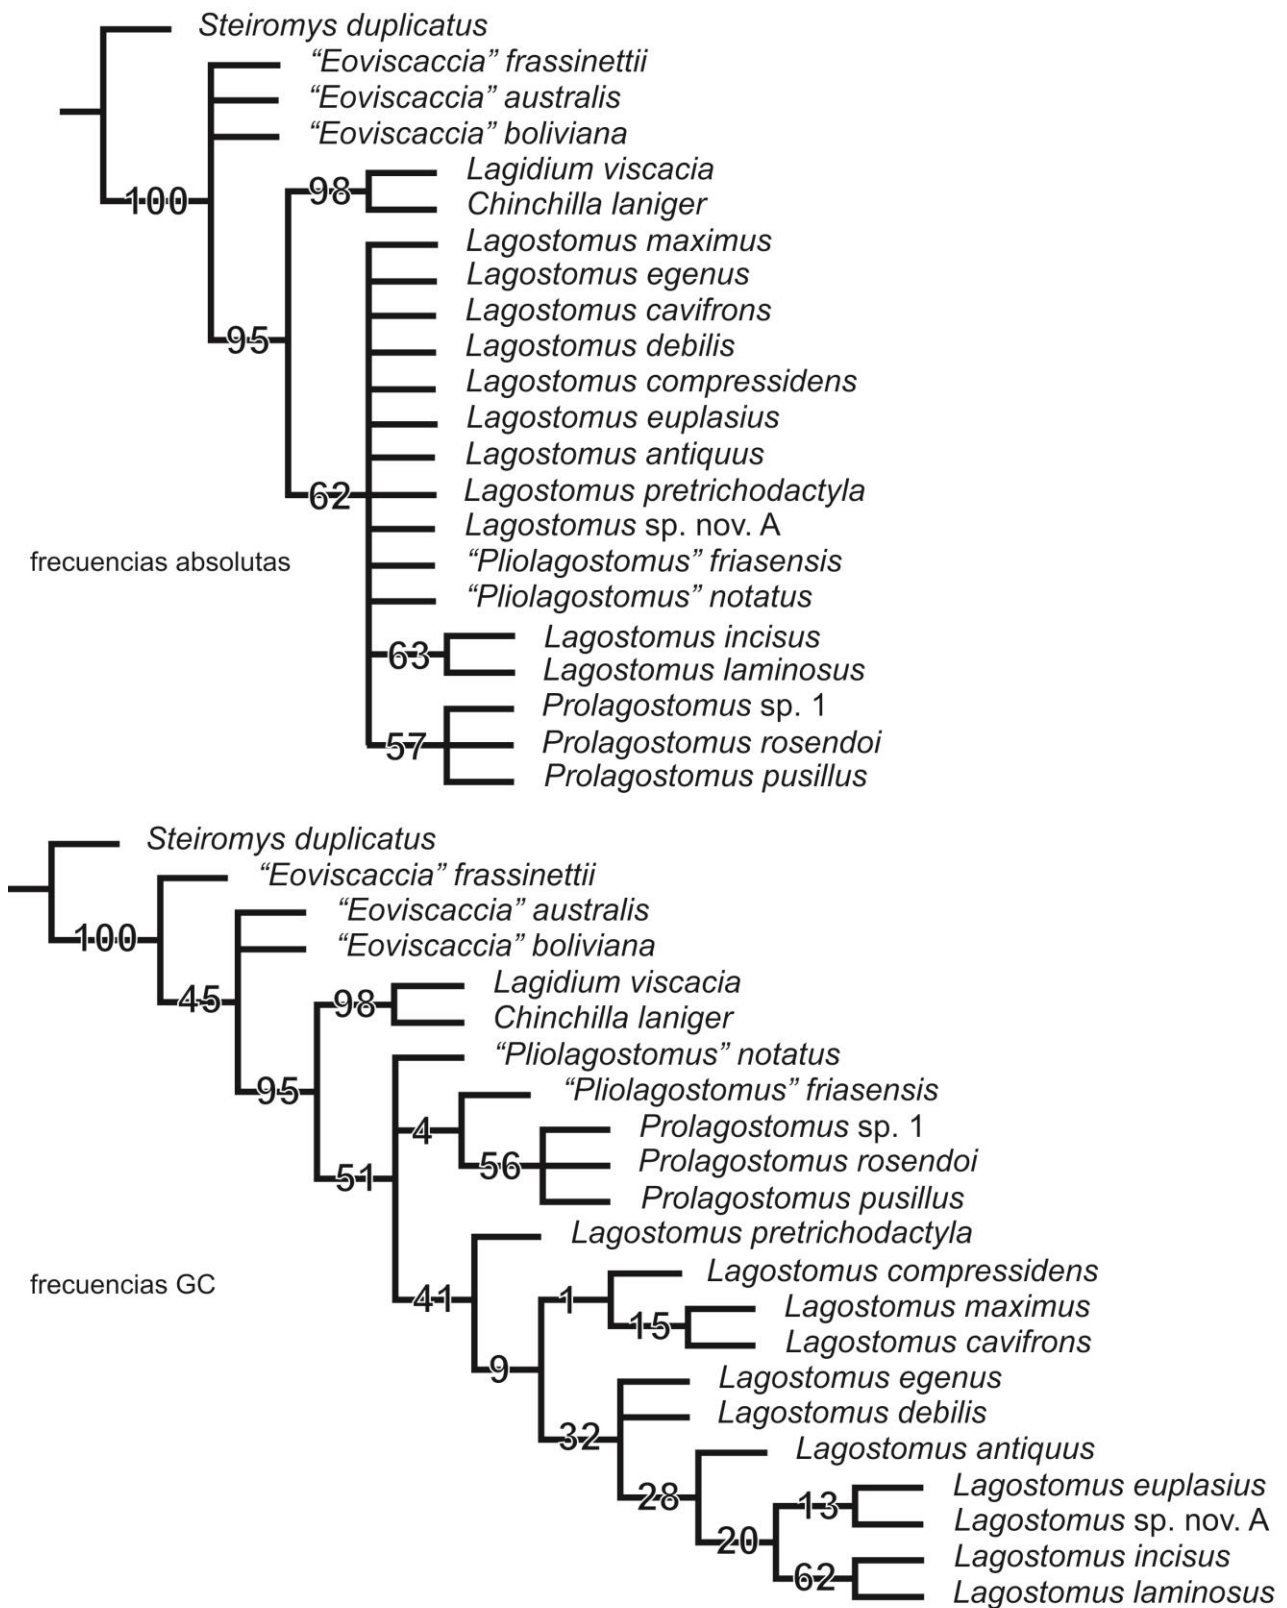 Steiromys duplicatus
“Eoviscaccia” frassinettii
“Eoviscaccia” australis
“Eoviscaccia” boliviana
Lagidium viscacia
98
100
Chinchilla laniger
Lagostomus maximus
Lagostomus egenus
Lagostomus cavifrons
95
Lagostomus debilis
Lagostomus compressidens
Lagostomus euplasius
Lagostomus antiquus
62
Lagostomus pretrichodactyla
Lagostomus sp. nov. A
frecuencias absolutas
“Pliolagostomus” friasensis
“Pliolagostomus” notatus
Lagostomus incisus
63
Lagostomus laminosus
Prolagostomus sp. 1
57
Prolagostomus rosendoi
Prolagostomus pusillus
Steiromys duplicatus
“Eoviscaccia” frassinettii
“Eoviscaccia” australis
100
“Eoviscaccia” boliviana
Lagidium viscacia
45
98
Chinchilla laniger
“Pliolagostomus” notatus
95
“Pliolagostomus” friasensis
4
Prolagostomus sp. 1
56
Prolagostomus rosendoi
51
Prolagostomus pusillus
Lagostomus pretrichodactyla
frecuencias GC
Lagostomus compressidens
41
1
Lagostomus maximus
15
Lagostomus cavifrons
9
Lagostomus egenus
Lagostomus debilis
32
Lagostomus antiquus
Lagostomus euplasius
28
13
Lagostomus sp. nov. A
20
Lagostomus incisus
62
Lagostomus laminosus